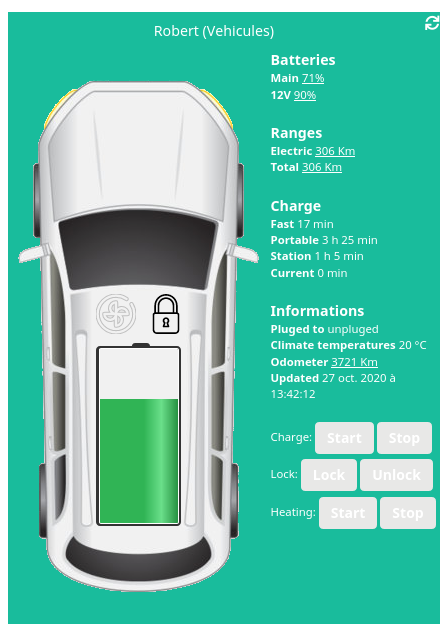 Robert (Vehicules)
Batteries
Main 71%
12V 90%
Ranges
Electric 306 Km
Total 306 Km
Charge
Fast 17 min
Portable 3 h 25 min
Station 1 h 5 min
Current 0 min
Informations
Pluged to unpluged
Climate temperatures 20 °C
Odometer 3721 Km
Updated 27 oct. 2020 à
13:42:12
Charge: Start Stop
Lock: Lock Unlock
Heating: Start Stop